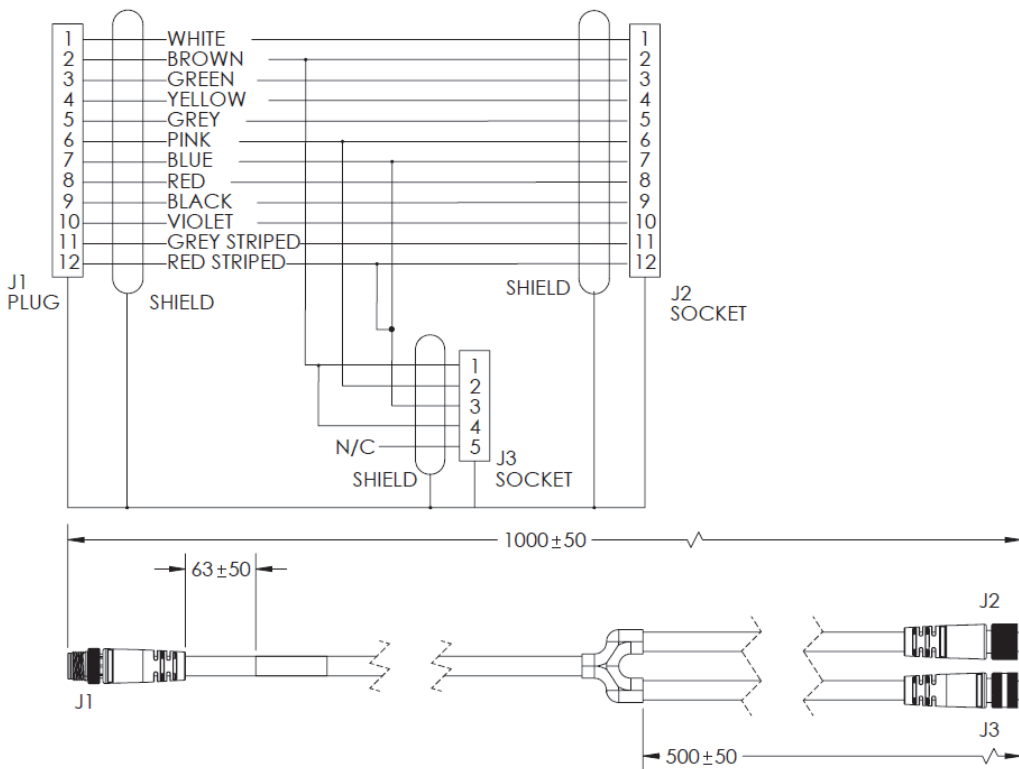 1 WHITE 1
2 BROWN 2
3 GREEN 3
4 YELLOW 4
5 GREY 5
6 PINK 6
7 BLUE 7
8 RED 8
9 BLACK 9
10 VIOLET 10
11 GREY STRIPED 11
12 RED STRIPED 12
J1
PLUG
SHIELD
SHIELD
J2
SOCKET
1
2
3
4
N/C 5
SHIELD
J3
SOCKET
1000±50
63±50
J2
J1
J3
500±50